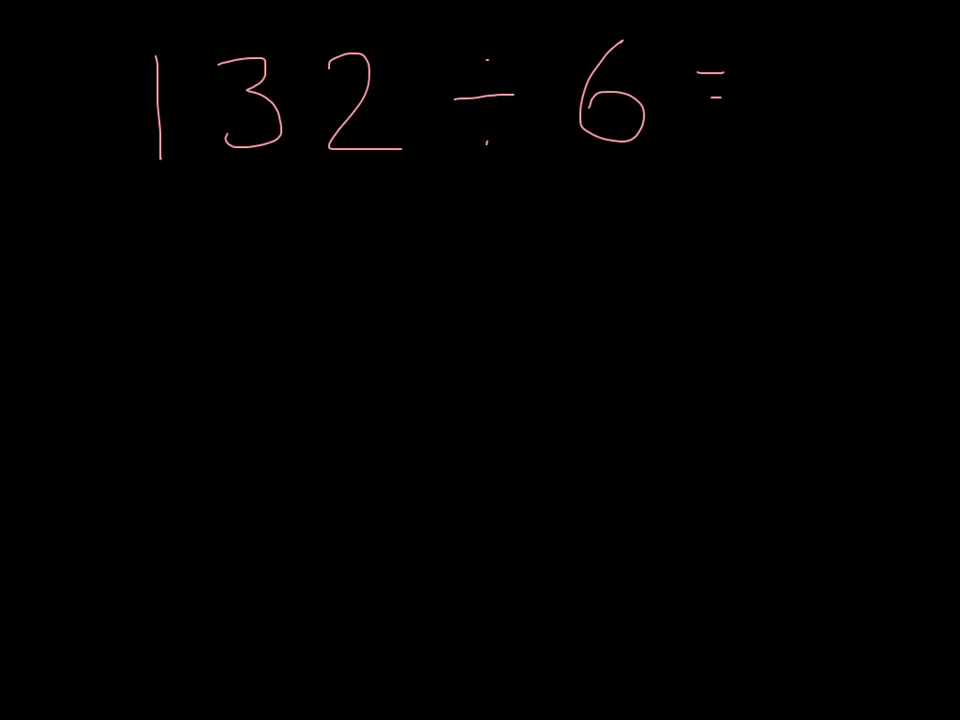 132 ÷ 6 =